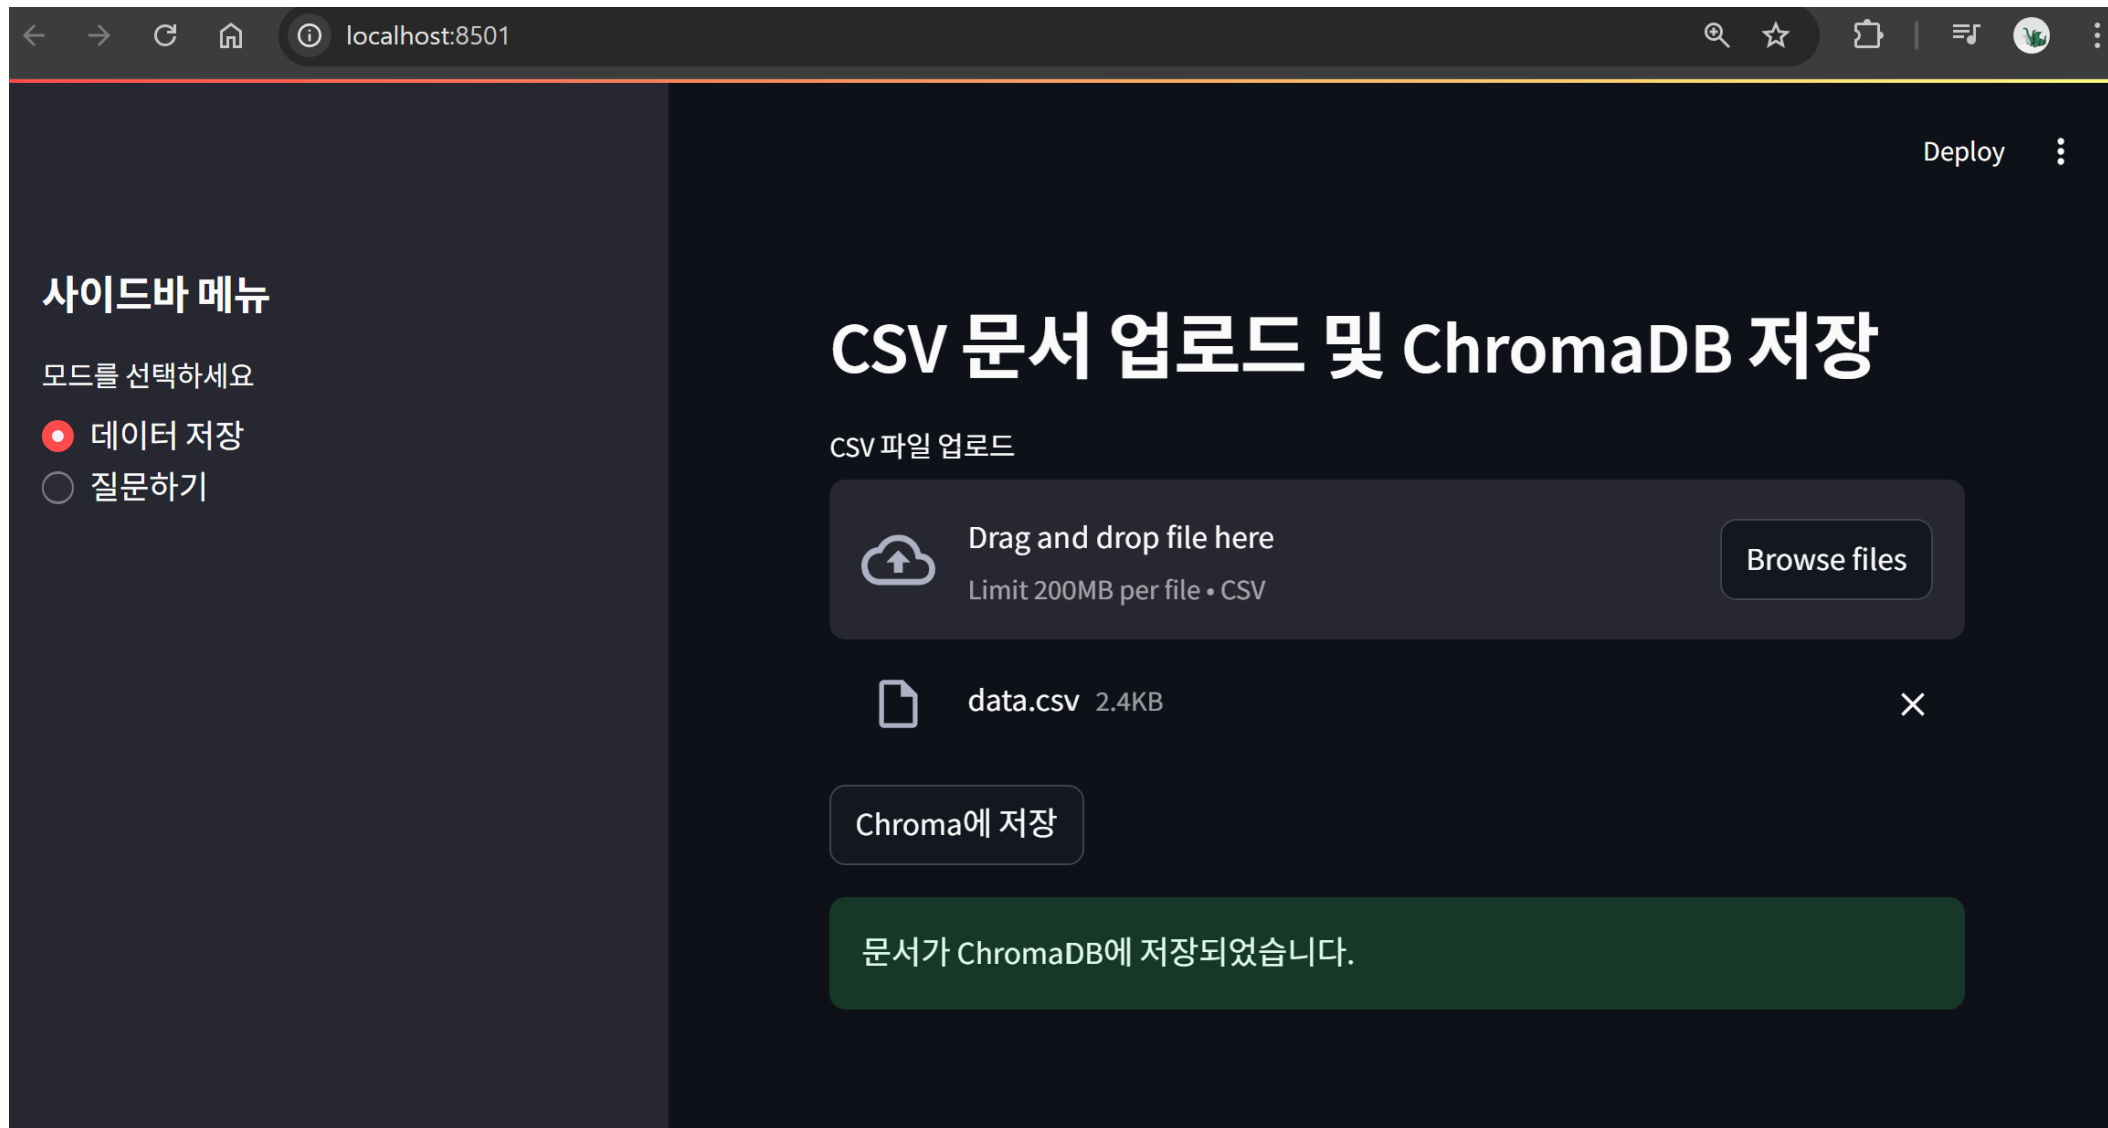 localhost:8501
Deploy
사이드바 메뉴
모드를 선택하세요
데이터 저장
질문하기
CSV 문서 업로드 및 ChromaDB 저장
CSV 파일 업로드
Drag and drop file here
Limit 200MB per file • CSV
Browse files
data.csv 2.4KB
Chroma에 저장
문서가 ChromaDB에 저장되었습니다.